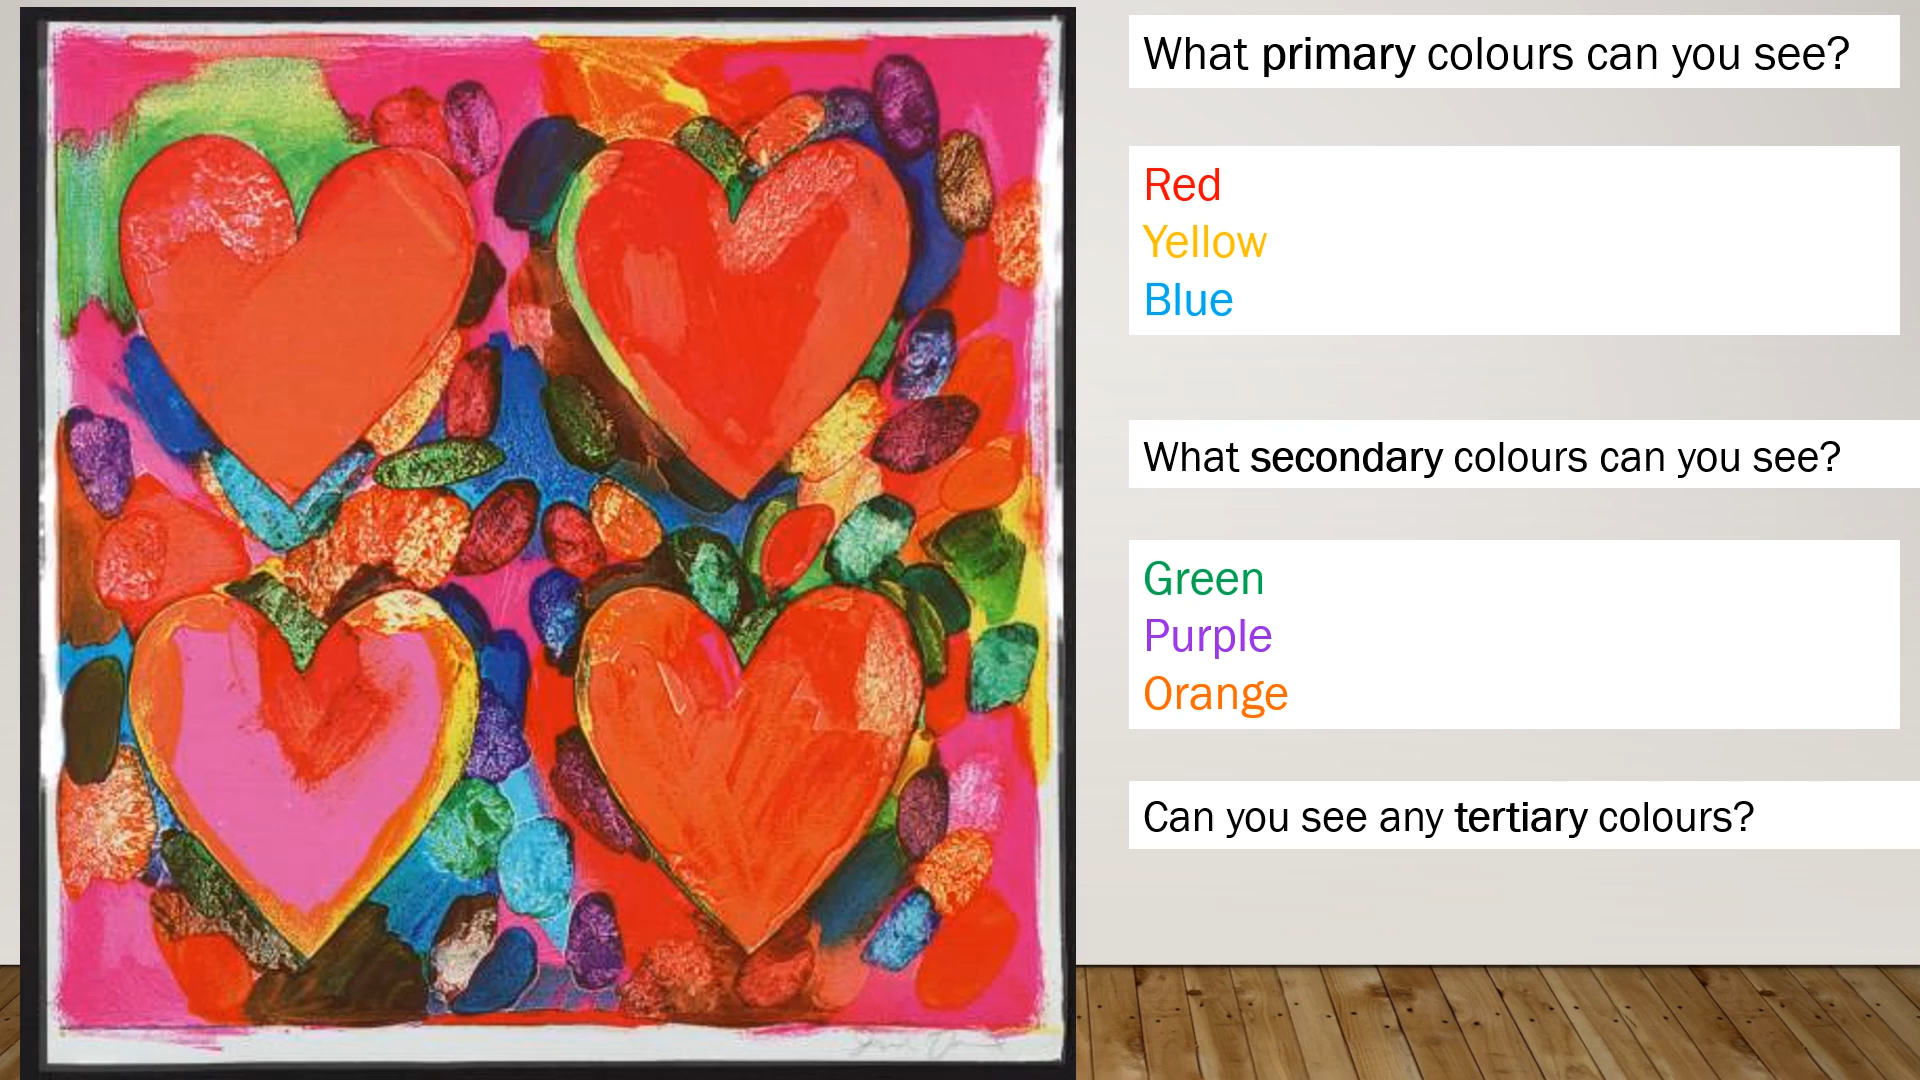 What primary colours can you see?
Red
Yellow
Blue
What secondary colours can you see?
Green
Purple
Orange
Can you see any tertiary colours?